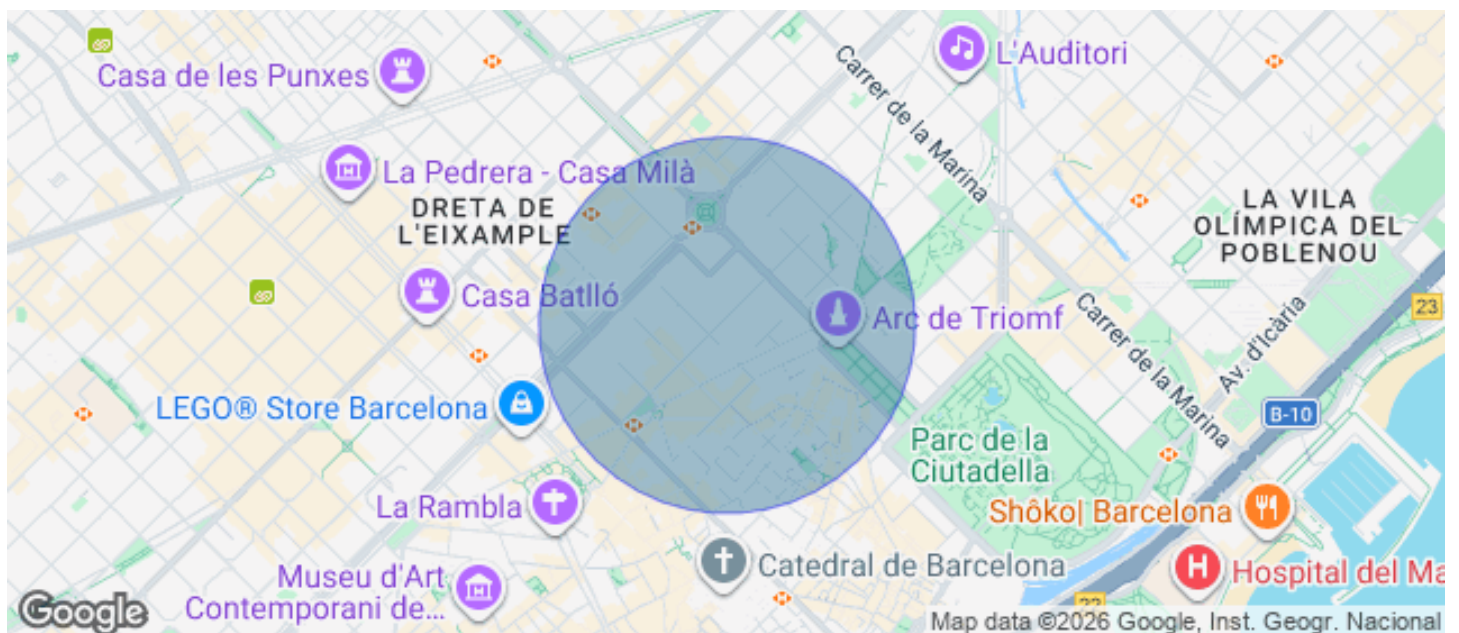 L'Auditori
Casa de les Punxes
Carrer de la Marina
La Pedrera - Casa Milà
DRETA DE
L'EIXAMPLE
LA VILA
OLÍMPICA DEL
POBLENOU
Casa Batlló
Arc de Triomf
23
Carrer de la Marina
Av. d'Icària
LEGO® Store Barcelona
B-10
Parc de la
Ciutadella
La Rambla
Shôko| Barcelona
Catedral de Barcelona
Hospital del Ma
Museu d'Art
Contemporani de...
22
Google
Map data ©2026 Google, Inst. Geogr. Nacional